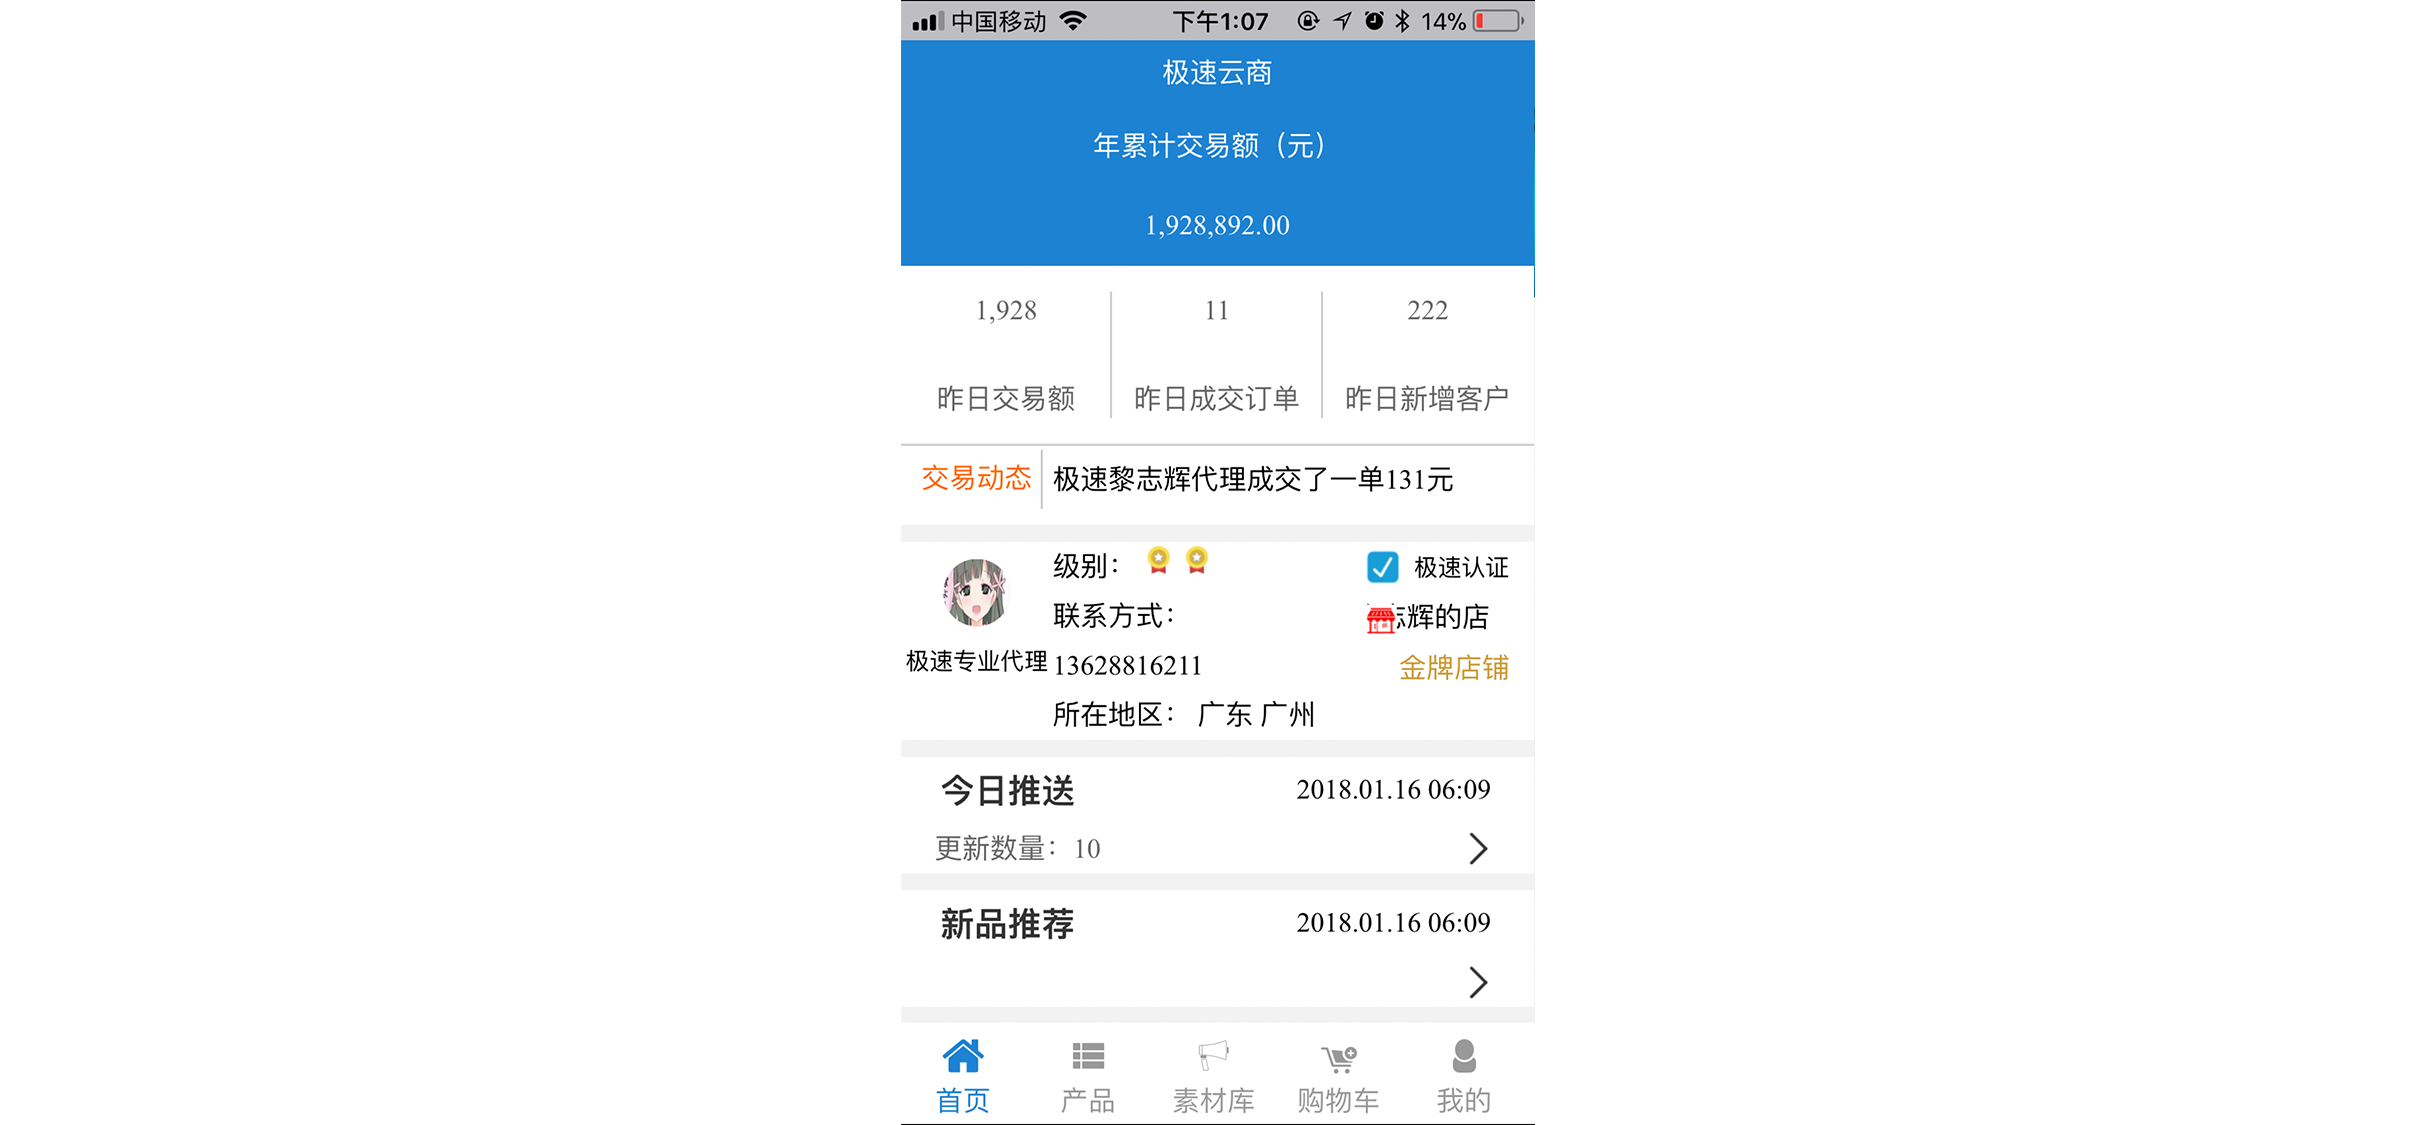 中国移动 下午1:07 14%
极速云商
年累计交易额（元）
1,928,892.00
1,928 11 222
昨日交易额 昨日成交订单 昨日新增客户
交易动态 极速黎志辉代理成交了一单131元
级别： 极速认证
联系方式： 辉的店
极速专业代理 13628816211 金牌店铺
所在地区： 广东 广州
今日推送 2018.01.16 06:09
更新数量：10
新品推荐 2018.01.16 06:09
首页 产品 素材库 购物车 我的